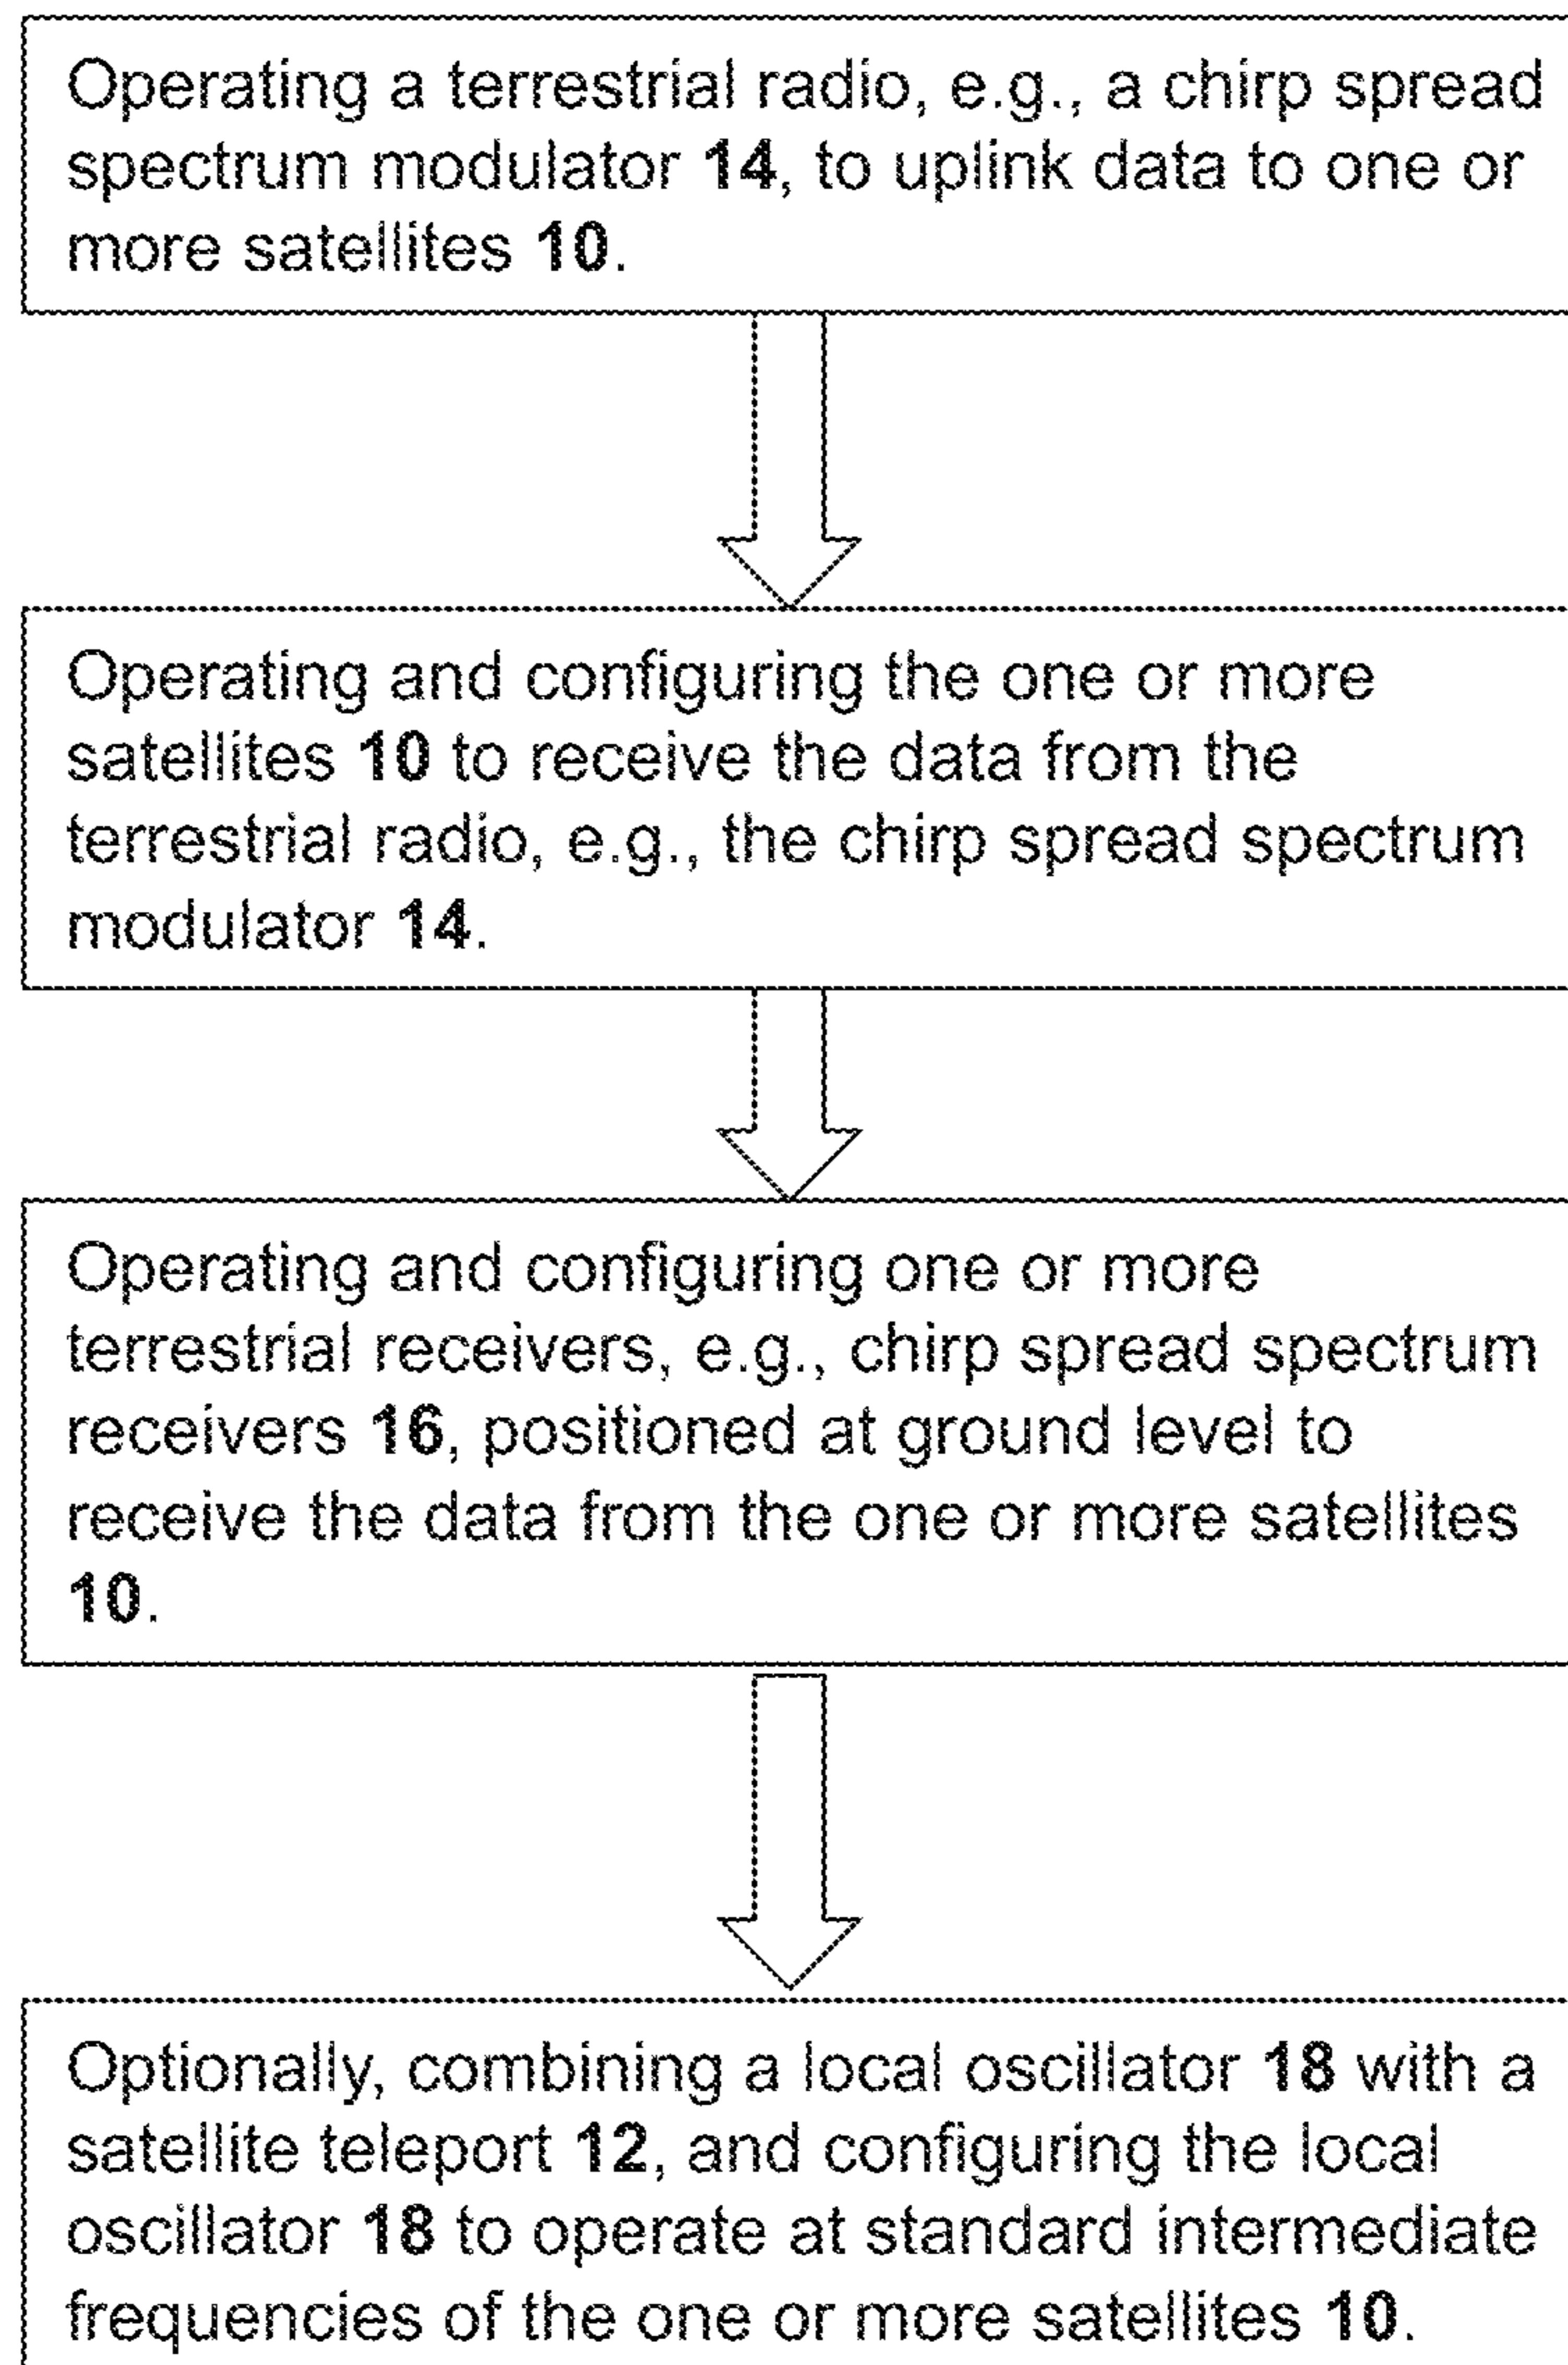 Operating a terrestrial radio, e.g., a chirp spread
spectrum modulator 14, to uplink data to one or
more satellites 10.
Operating and configuring the one or more
satellites 10 to receive the data from the
terrestrial radio, e.g., the chirp spread spectrum
modulator 14.
Operating and configuring one or more
terrestrial receivers, e.g., chirp spread spectrum
receivers 16, positioned at ground level to
receive the data from the one or more satellites
10.
Optionally, combining a local oscillator 18 with a
satellite teleport 12, and configuring the local
oscillator 18 to operate at standard intermediate
frequencies of the one or more satellites 10.